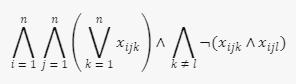 ⋀_{i = 1}^{n} ⋀_{j = 1}^{n} ( ⋁_{k = 1}^{n} x_{ijk} ) ∧ ⋀_{k ≠ l} ¬(x_{ijk} ∧ x_{ijl})